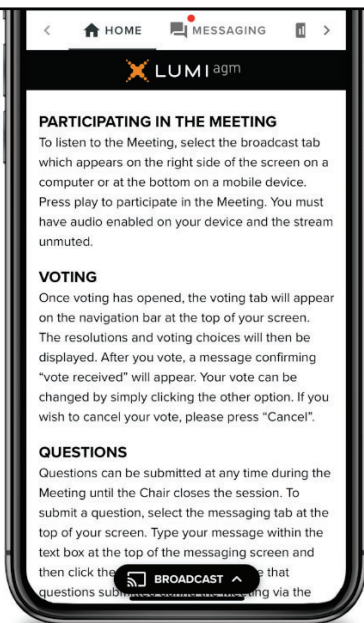 HOME MESSAGING
LUMI agm
PARTICIPATING IN THE MEETING
To listen to the Meeting, select the broadcast tab
which appears on the right side of the screen on a
computer or at the bottom on a mobile device.
Press play to participate in the Meeting. You must
have audio enabled on your device and the stream
unmuted.
VOTING
Once voting has opened, the voting tab will appear
on the navigation bar at the top of your screen.
The resolutions and voting choices will then be
displayed. After you vote, a message confirming
“vote received” will appear. Your vote can be
changed by simply clicking the other option. If you
wish to cancel your vote, please press “Cancel”.
QUESTIONS
Questions can be submitted at any time during the
Meeting until the Chair closes the session. To
submit a question, select the messaging tab at the
top of your screen. Type your message within the
text box at the top of the messaging screen and
then click the that
BROADCAST
questions via the